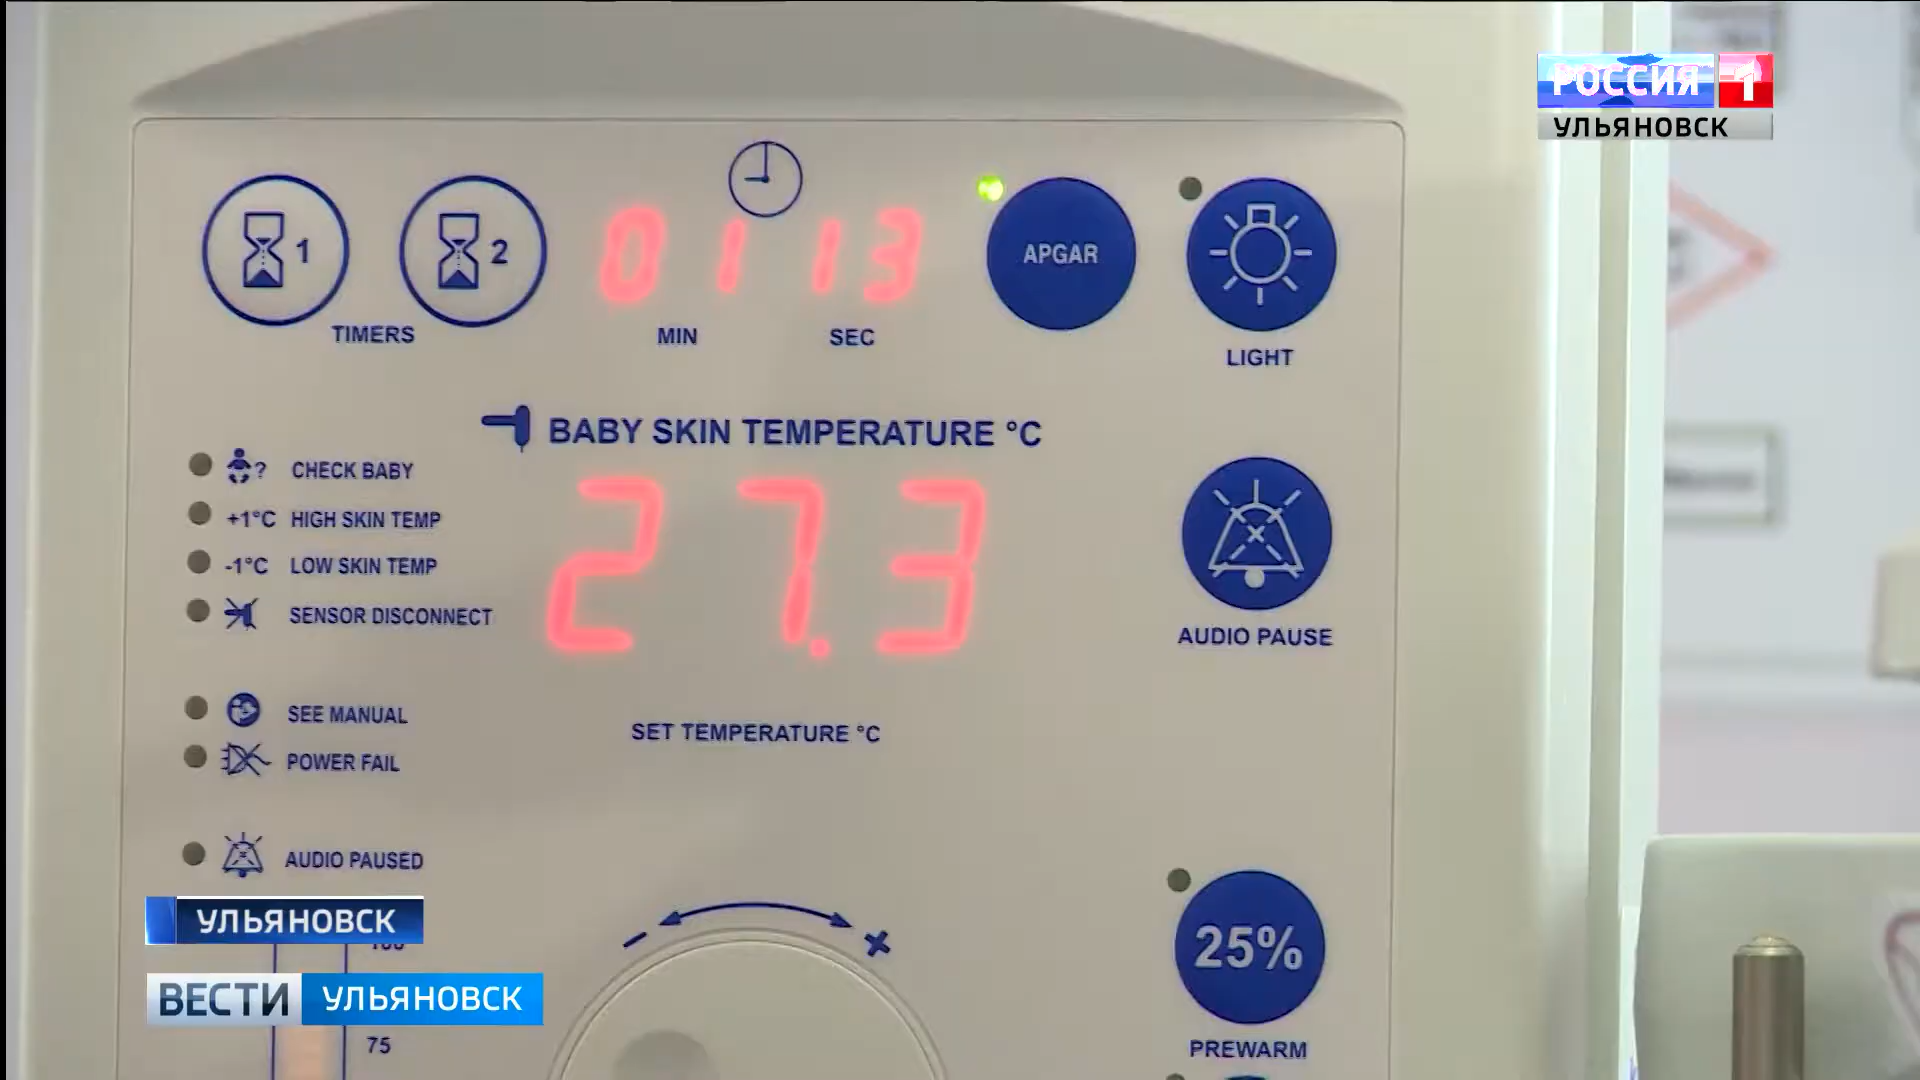 РОССИЯ 1
УЛЬЯНОВСК
1
2
01 13
APGAR
TIMERS
MIN
SEC
LIGHT
BABY SKIN TEMPERATURE °C
? CHECK BABY
+1°C HIGH SKIN TEMP
-1°C LOW SKIN TEMP
SENSOR DISCONNECT
27.3
AUDIO PAUSE
SEE MANUAL
SET TEMPERATURE °C
POWER FAIL
AUDIO PAUSED
УЛЬЯНОВСК
- +
25%
ВЕСТИ УЛЬЯНОВСК
75
PREWARM